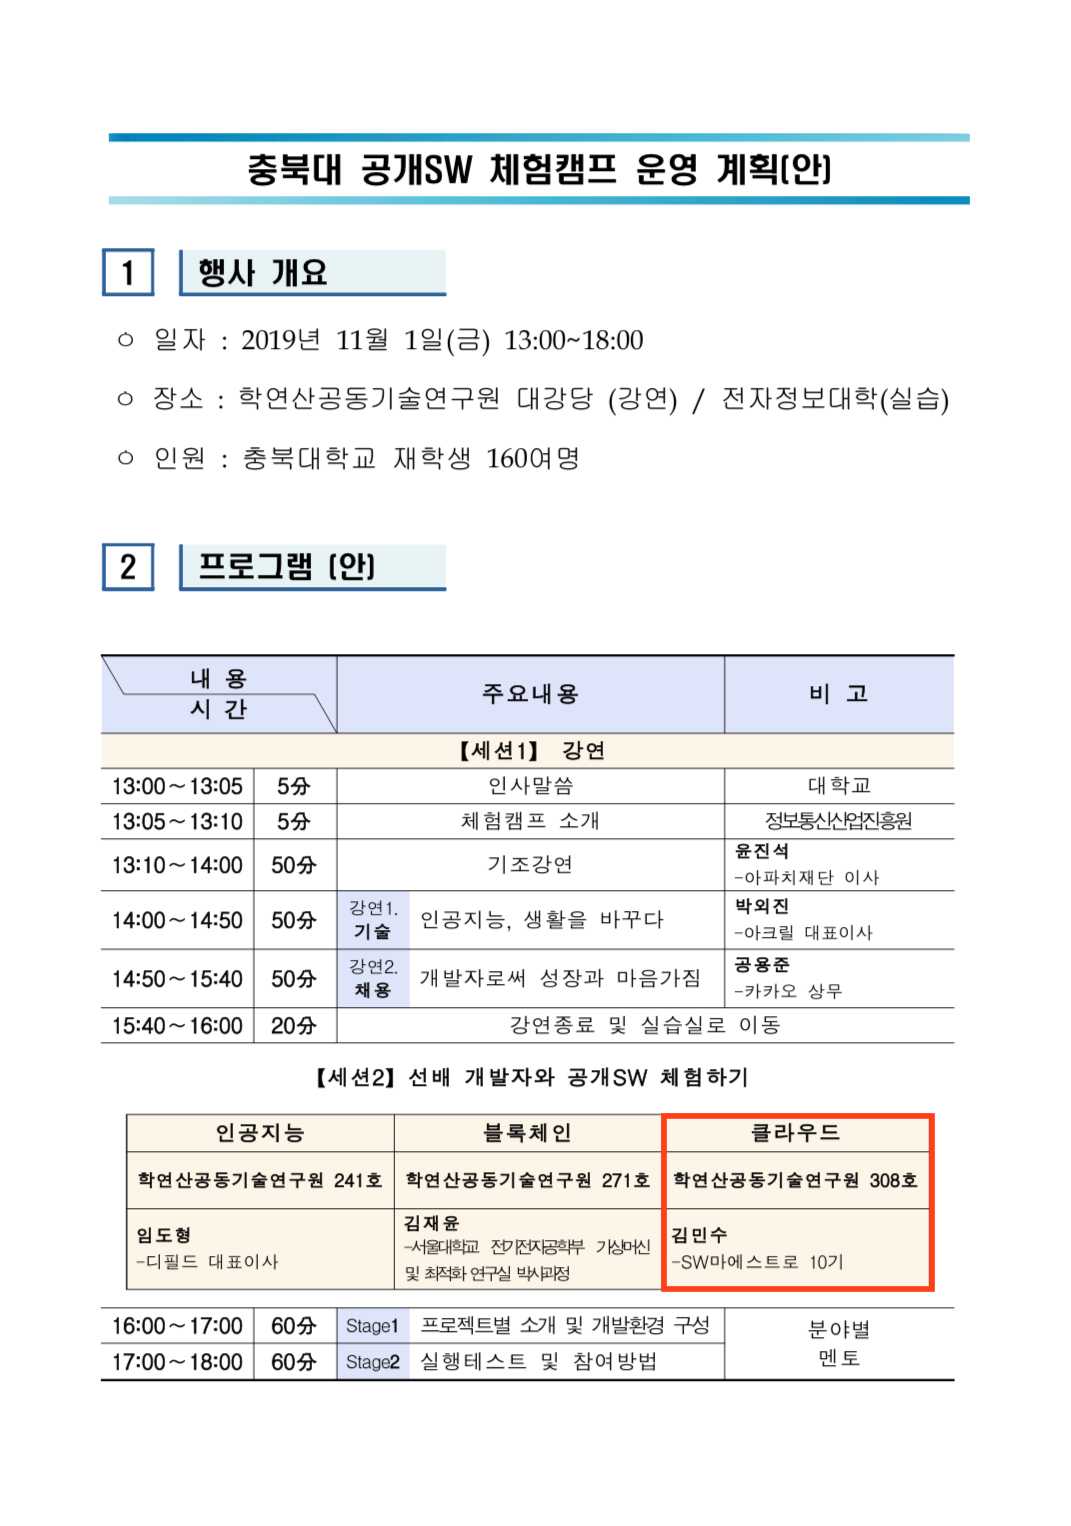 충북대 공개SW 체험캠프 운영 계획(안)
1 행사 개요
ㅇ 일자 : 2019년 11월 1일(금) 13:00~18:00
ㅇ 장소 : 학연산공동기술연구원 대강당 (강연) / 전자정보대학(실습)
ㅇ 인원 : 충북대학교 재학생 160여명
2 프로그램 (안)
내 용
시 간
주요내용
비 고
【세션1】 강연
13:00～13:05 5分 인사말씀 대학교
13:05～13:10 5分 체험캠프 소개 정보통신산업진흥원
13:10～14:00 50分 기조강연
윤진석
-아파치재단 이사
14:00～14:50 50分
강연1.
기술
인공지능, 생활을 바꾸다
박외진
-아크릴 대표이사
14:50～15:40 50分
강연2.
채용
개발자로써 성장과 마음가짐
공용준
-카카오 상무
15:40～16:00 20分 강연종료 및 실습실로 이동
【세션2】선배 개발자와 공개SW 체험하기
인공지능 블록체인 클라우드
학연산공동기술연구원 241호 학연산공동기술연구원 271호 학연산공동기술연구원 308호
임도형
-디필드 대표이사
김재윤
-서울대학교 전기전자공학부 가상머신
및 최적화 연구실 박사과정
김민수
-SW마에스트로 10기
16:00～17:00 60分 Stage1 프로젝트별 소개 및 개발환경 구성
17:00～18:00 60分 Stage2 실행테스트 및 참여방법
분야별
멘토